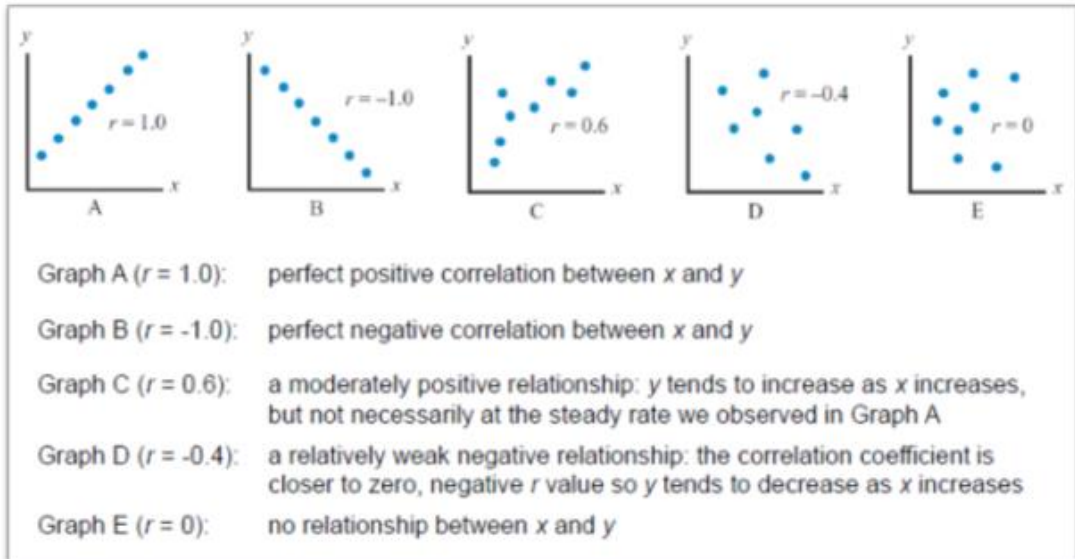 y y y y y
r = 1.0 r = –1.0 r = 0.6 r = –0.4 r = 0
x x x x x
A B C D E
Graph A (r = 1.0): perfect positive correlation between x and y
Graph B (r = -1.0): perfect negative correlation between x and y
Graph C (r = 0.6): a moderately positive relationship: y tends to increase as x increases,
but not necessarily at the steady rate we observed in Graph A
Graph D (r = -0.4): a relatively weak negative relationship: the correlation coefficient is
closer to zero, negative r value so y tends to decrease as x increases
Graph E (r = 0): no relationship between x and y